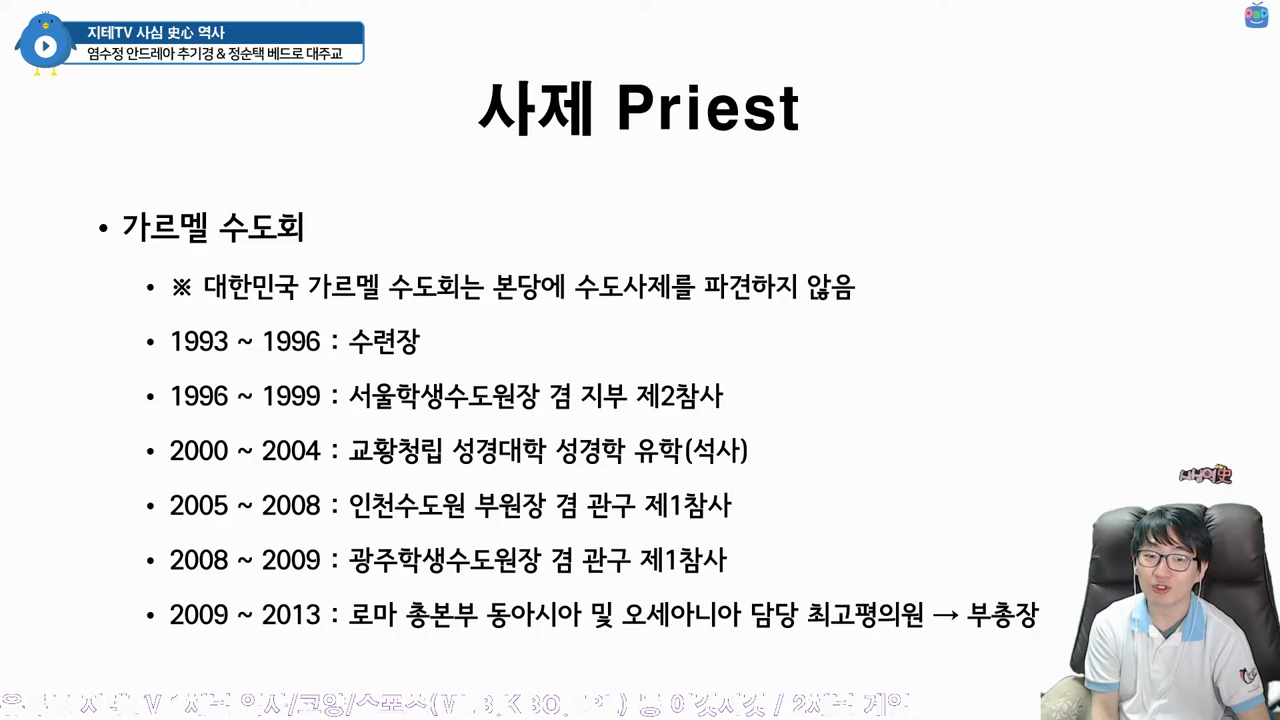 지테TV 사심 史心 역사
염수정 안드레아 추기경 & 정순택 베드로 대주교
사제 Priest
• 가르멜 수도회
• ※ 대한민국 가르멜 수도회는 본당에 수도사제를 파견하지 않음
• 1993 ~ 1996 : 수련장
• 1996 ~ 1999 : 서울학생수도원장 겸 지부 제2참사
• 2000 ~ 2004 : 교황청립 성경대학 성경학 유학(석사)
• 2005 ~ 2008 : 인천수도원 부원장 겸 관구 제1참사
• 2008 ~ 2009 : 광주학생수도원장 겸 관구 제1참사
• 2009 ~ 2013 : 로마 총본부 동아시아 및 오세아니아 담당 최고평의원 → 부총장